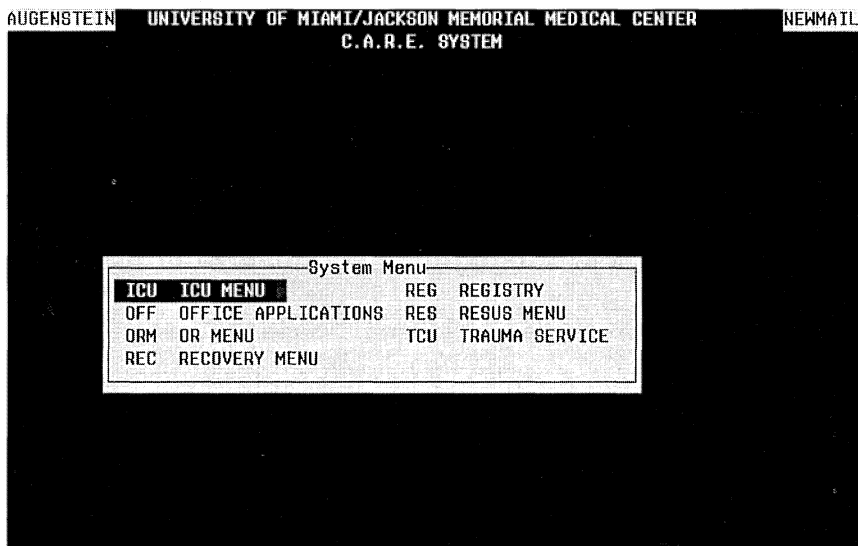 AUGENSTEIN UNIVERSITY OF MIAMI/JACKSON MEMORIAL MEDICAL CENTER NEWMAIL
C.A.R.E. SYSTEM
System Menu
ICU ICU MENU REG REGISTRY
OFF OFFICE APPLICATIONS RES RESUS MENU
ORM OR MENU TCU TRAUMA SERVICE
REC RECOVERY MENU